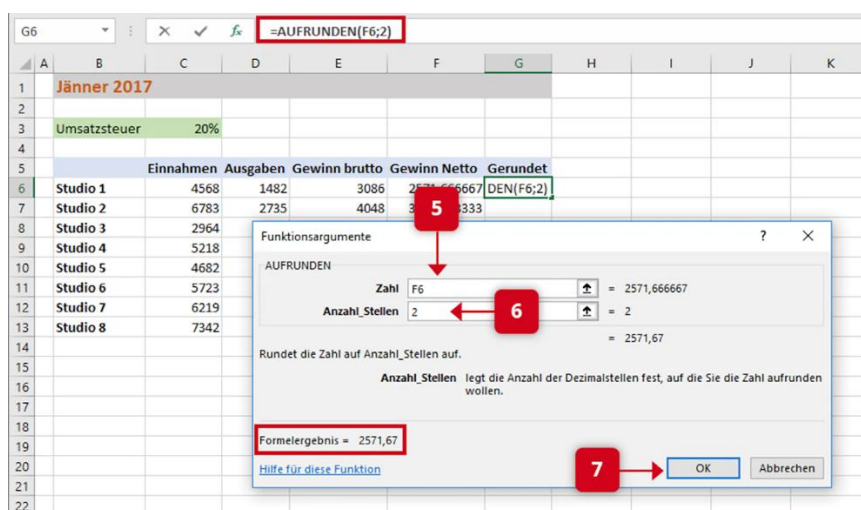 G6 fx =AUFRUNDEN(F6;2)
A B C D E F G H I J K
1 Jänner 2017
2
3 Umsatzsteuer 20%
4
5 Einnahmen Ausgaben Gewinn brutto Gewinn Netto Gerundet
6 Studio 1 4568 1482 3086 2571,666667 DEN(F6;2)
7 Studio 2 6783 2735 4048 3 333
5
8 Studio 3 2964
9 Studio 4 5218
10 Studio 5 4682
11 Studio 6 5723
12 Studio 7 6219
13 Studio 8 7342
14
15
16
17
18
19
20
21
22
Funktionsargumente ? ×
AUFRUNDEN
Zahl F6 = 2571,666667
Anzahl_Stellen 2 6 = 2
= 2571,67
Rundet die Zahl auf Anzahl_Stellen auf.
Anzahl_Stellen legt die Anzahl der Dezimalstellen fest, auf die Sie die Zahl aufrunden
wollen.
Formelergebnis = 2571,67
Hilfe für diese Funktion 7 OK Abbrechen